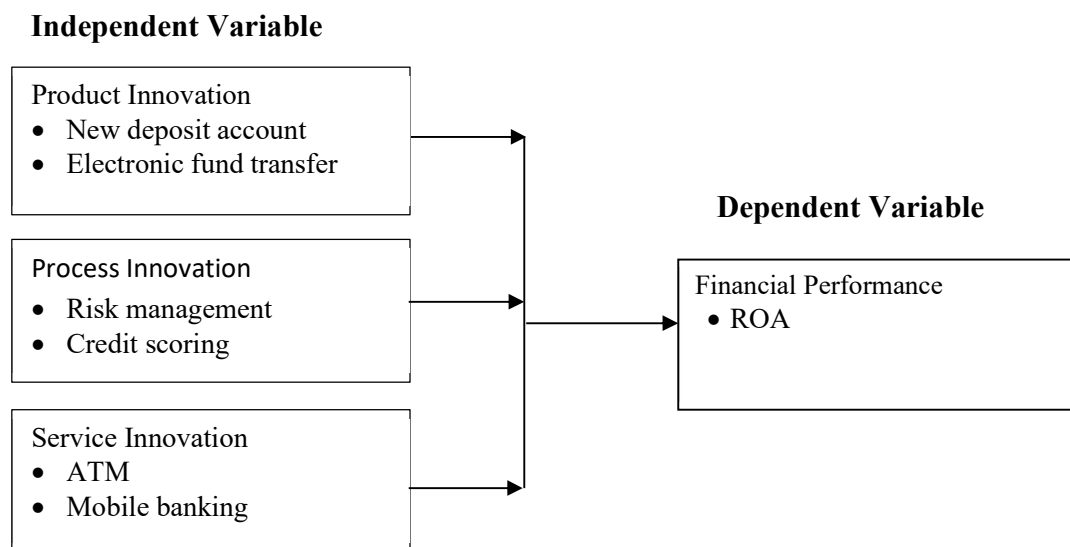 Independent Variable
Product Innovation
• New deposit account
• Electronic fund transfer
Process Innovation
• Risk management
• Credit scoring
Service Innovation
• ATM
• Mobile banking
Dependent Variable
Financial Performance
• ROA